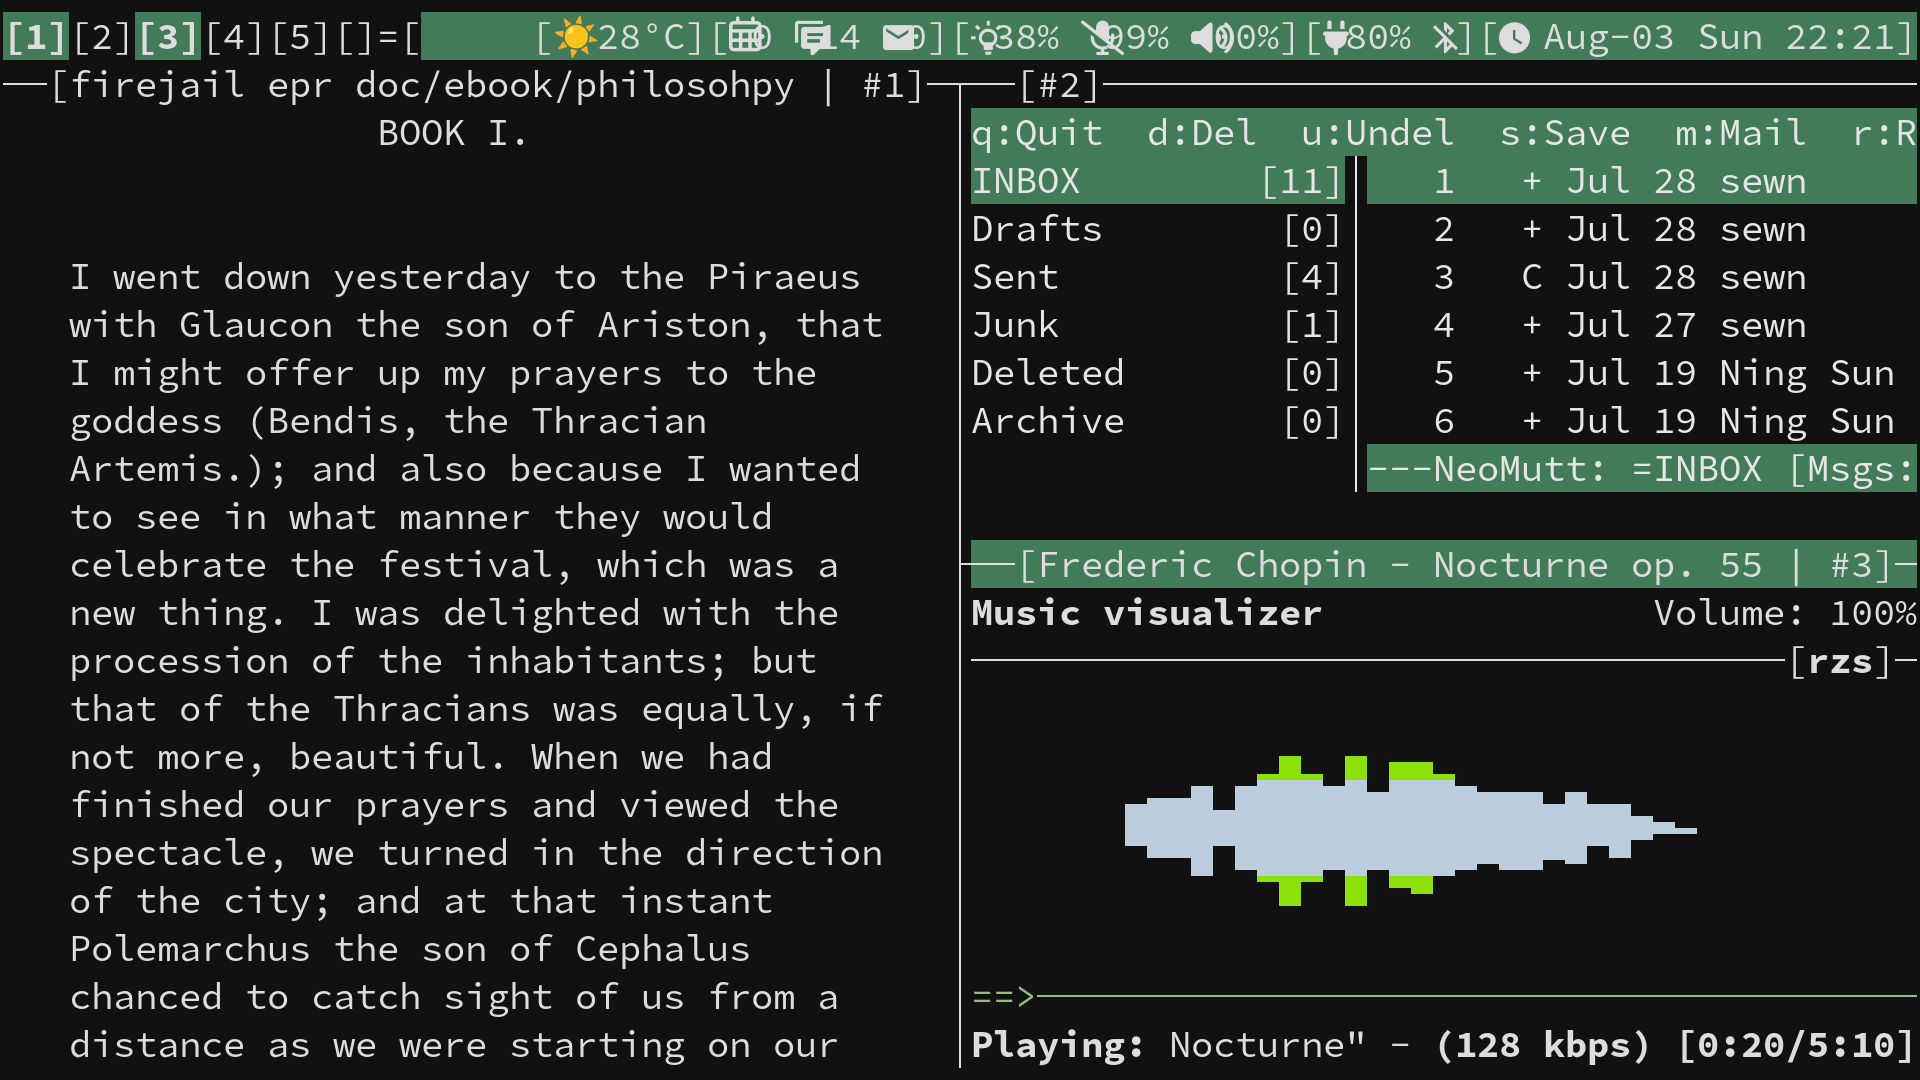 [1][2][3][4][5][]=[ [28°C][0 14 0][38% 99% 00%][80% ][Aug-03 Sun 22:21]
[firejail epr doc/ebook/philosohpy | #1]
BOOK I.
I went down yesterday to the Piraeus
with Glaucon the son of Ariston, that
I might offer up my prayers to the
goddess (Bendis, the Thracian
Artemis.); and also because I wanted
to see in what manner they would
celebrate the festival, which was a
new thing. I was delighted with the
procession of the inhabitants; but
that of the Thracians was equally, if
not more, beautiful. When we had
finished our prayers and viewed the
spectacle, we turned in the direction
of the city; and at that instant
Polemarchus the son of Cephalus
chanced to catch sight of us from a
distance as we were starting on our
[#2]
q:Quit d:Del u:Undel s:Save m:Mail r:R
INBOX [11]
Drafts [0]
Sent [4]
Junk [1]
Deleted [0]
Archive [0]
1 + Jul 28 sewn
2 + Jul 28 sewn
3 C Jul 28 sewn
4 + Jul 27 sewn
5 + Jul 19 Ning Sun
6 + Jul 19 Ning Sun
---NeoMutt: =INBOX [Msgs:
[Frederic Chopin - Nocturne op. 55 | #3]
Music visualizer Volume: 100%
[rzs]
==>
Playing: Nocturne" - (128 kbps) [0:20/5:10]